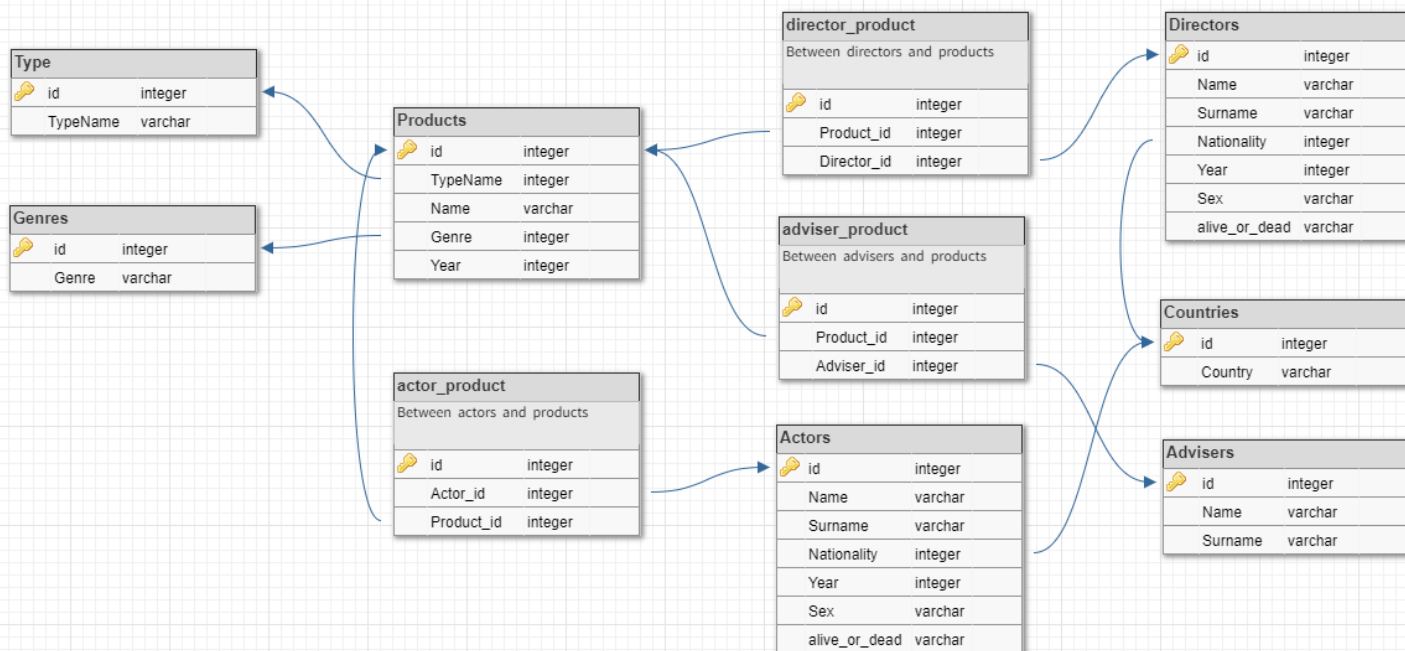 Type
id integer
TypeName varchar
Genres
id integer
Genre varchar
Products
id integer
TypeName integer
Name varchar
Genre integer
Year integer
actor_product
Between actors and products
id integer
Actor_id integer
Product_id integer
director_product
Between directors and products
id integer
Product_id integer
Director_id integer
adviser_product
Between advisers and products
id integer
Product_id integer
Adviser_id integer
Actors
id integer
Name varchar
Surname varchar
Nationality integer
Year integer
Sex varchar
alive_or_dead varchar
Directors
id integer
Name varchar
Surname varchar
Nationality integer
Year integer
Sex varchar
alive_or_dead varchar
Countries
id integer
Country varchar
Advisers
id integer
Name varchar
Surname varchar